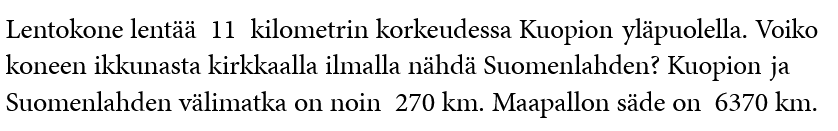 Lentokone lentää 11 kilometrin korkeudessa Kuopion yläpuolella. Voiko
koneen ikkunasta kirkkaalla ilmalla nähdä Suomenlahden? Kuopion ja
Suomenlahden välimatka on noin 270 km. Maapallon säde on 6370 km.